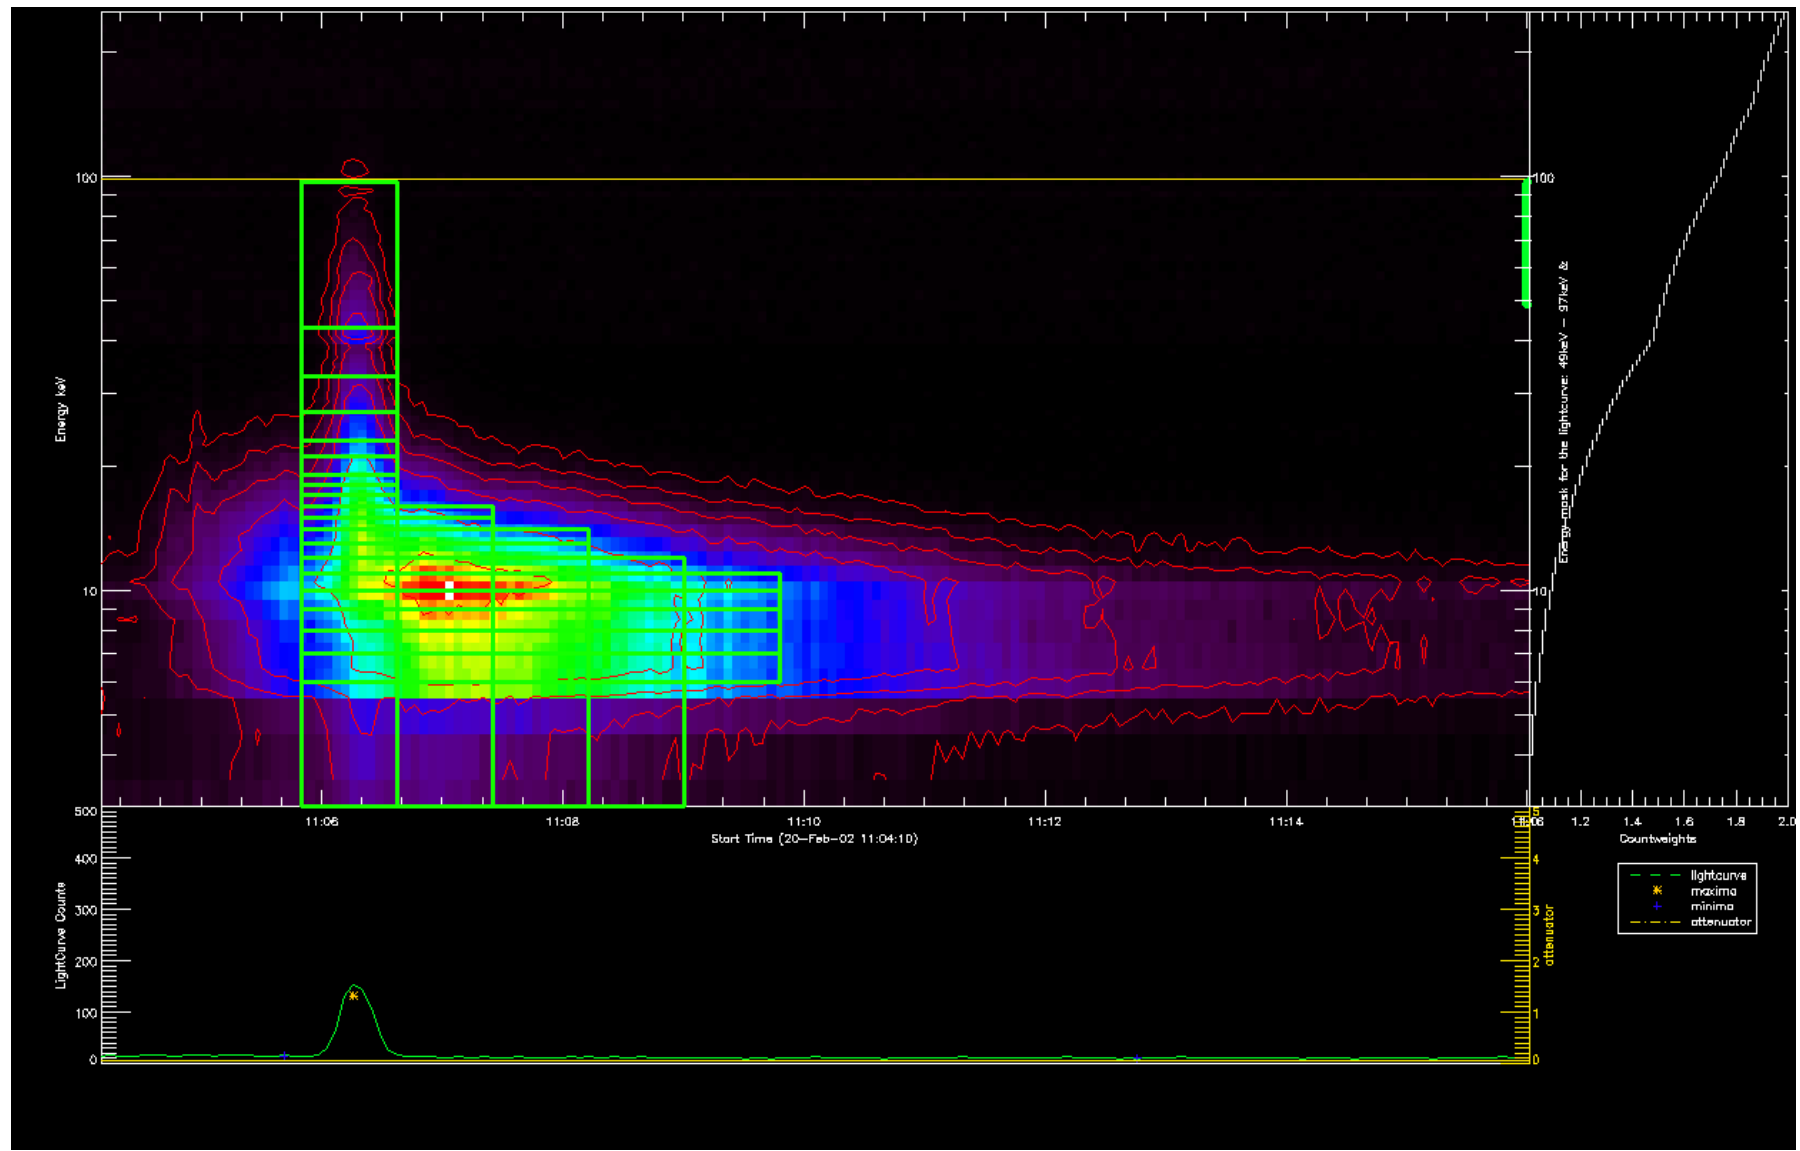 100
10
Energy keV
100
10
Energy-mask for the lightcurve: 49keV - 97keV &
11:06
11:08
11:10
11:12
11:14
1.2
1.4
1.6
1.8
2.0
Start Time (20-Feb-02 11:04:10)
Countweights
500
400
300
200
100
0
LightCurve Counts
5
4
3
2
1
0
attenuator
lightcurve
maxima
minima
attenuator